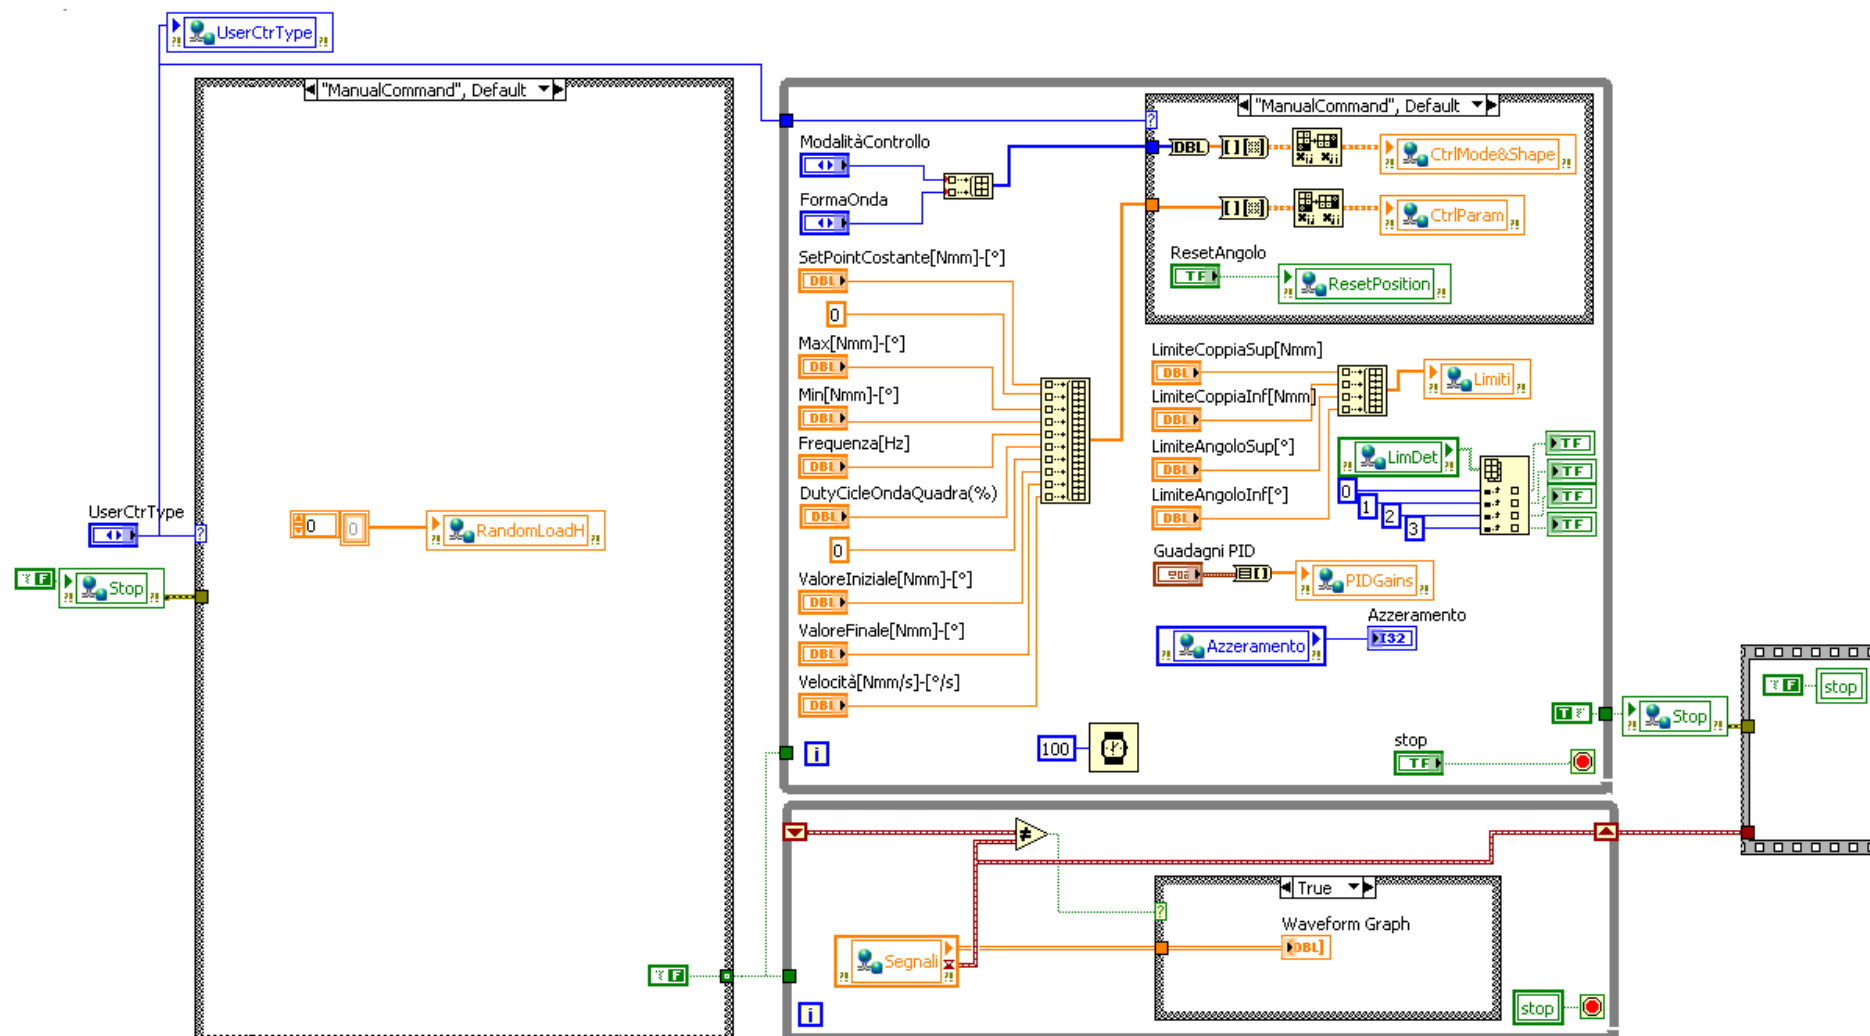 UserCtrType
"ManualCommand", Default
"ManualCommand", Default
ModalitàControllo
DBL
CtrlMode&Shape
FormaOnda
CtrlParam
SetPointCostante[Nmm]-[°]
DBL
ResetAngolo
TF
ResetPosition
0
Max[Nmm]-[°]
DBL
LimiteCoppiaSup[Nmm]
DBL
Limiti
Min[Nmm]-[°]
DBL
LimiteCoppiaInf[Nmm]
DBL
Frequenza[Hz]
DBL
LimiteAngoloSup[°]
DBL
LimDet
TF
TF
TF
TF
0
1
2
3
DutyCicleOndaQuadra(%)
DBL
LimiteAngoloInf[°]
DBL
UserCtrType
0
0
RandomLoadH
0
Guadagni PID
PIDGains
F
Stop
ValoreIniziale[Nmm]-[°]
DBL
Azzeramento
Azzeramento
I32
ValoreFinale[Nmm]-[°]
DBL
Velocità[Nmm/s]-[°/s]
DBL
F
stop
T
Stop
i
100
stop
TF
True
Waveform Graph
DBL]
Segnali
F
i
stop